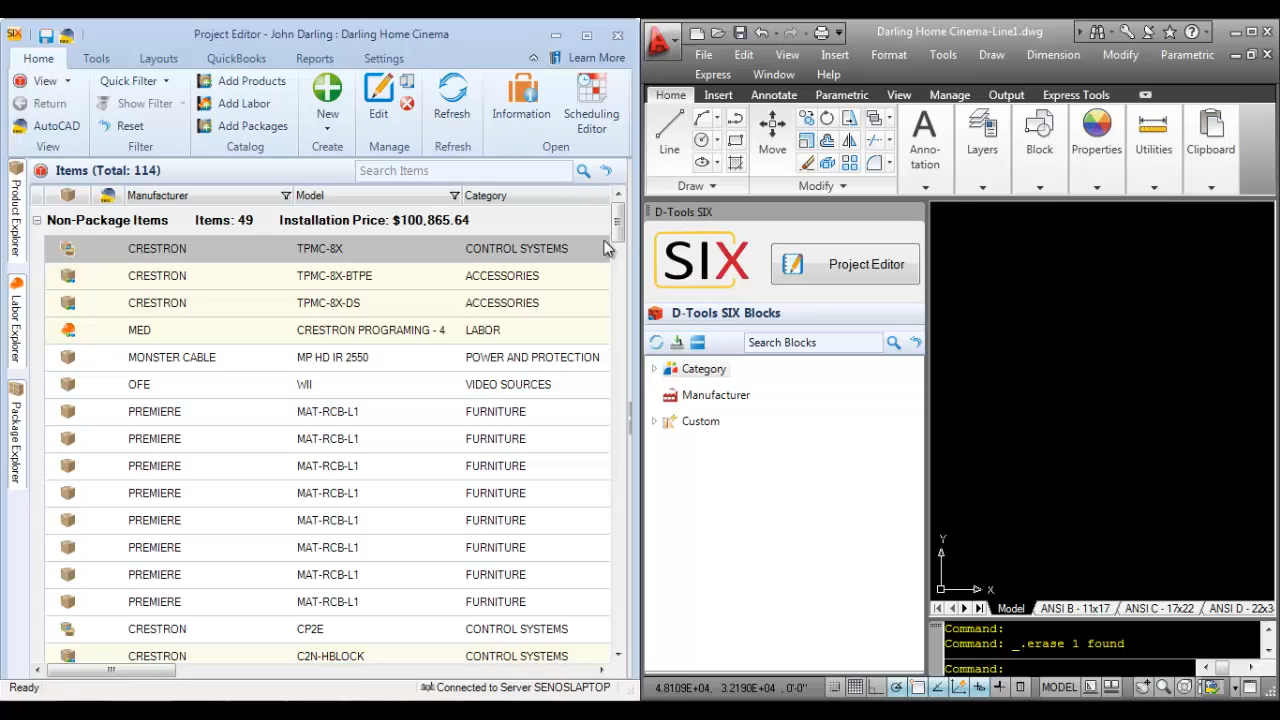 SIX Project Editor - John Darling : Darling Home Cinema
Home Tools Layouts QuickBooks Reports Settings Learn More
View Quick Filter Add Products
Return Show Filter Add Labor
AutoCAD Reset Add Packages
New Edit Refresh Information Scheduling Editor
View Filter Catalog Create Manage Refresh Open
Items (Total: 114) Search Items
Manufacturer Model Category
Non-Package Items Items: 49 Installation Price: $100,865.64
CRESTRON TPMC-8X CONTROL SYSTEMS
CRESTRON TPMC-8X-BTPE ACCESSORIES
CRESTRON TPMC-8X-DS ACCESSORIES
MED CRESTRON PROGRAMING - 4 LABOR
MONSTER CABLE MP HD IR 2550 POWER AND PROTECTION
OFE WII VIDEO SOURCES
PREMIERE MAT-RCB-L1 FURNITURE
PREMIERE MAT-RCB-L1 FURNITURE
PREMIERE MAT-RCB-L1 FURNITURE
PREMIERE MAT-RCB-L1 FURNITURE
PREMIERE MAT-RCB-L1 FURNITURE
PREMIERE MAT-RCB-L1 FURNITURE
PREMIERE MAT-RCB-L1 FURNITURE
PREMIERE MAT-RCB-L1 FURNITURE
CRESTRON CP2E CONTROL SYSTEMS
CRESTRON C2N-HBLOCK CONTROL SYSTEMS
Product Explorer
Labor Explorer
Package Explorer
Ready Connected to Server SENOSLAPTOP
Darling Home Cinema-Line1.dwg
File Edit View Insert Format Tools Draw Dimension Modify Parametric
Express Window Help
Home Insert Annotate Parametric View Manage Output Express Tools
Line Move Anno-tation Layers Block Properties Utilities Clipboard
Draw Modify
D-Tools SIX
SIX Project Editor
D-Tools SIX Blocks
Search Blocks
Category
Manufacturer
Custom
Y
X
Model ANSI B - 11x17 ANSI C - 17x22 ANSI D - 22x3
Command:
Command: _.erase 1 found
Command:
4.8109E+04, 3.2190E+04 , 0'-0" MODEL